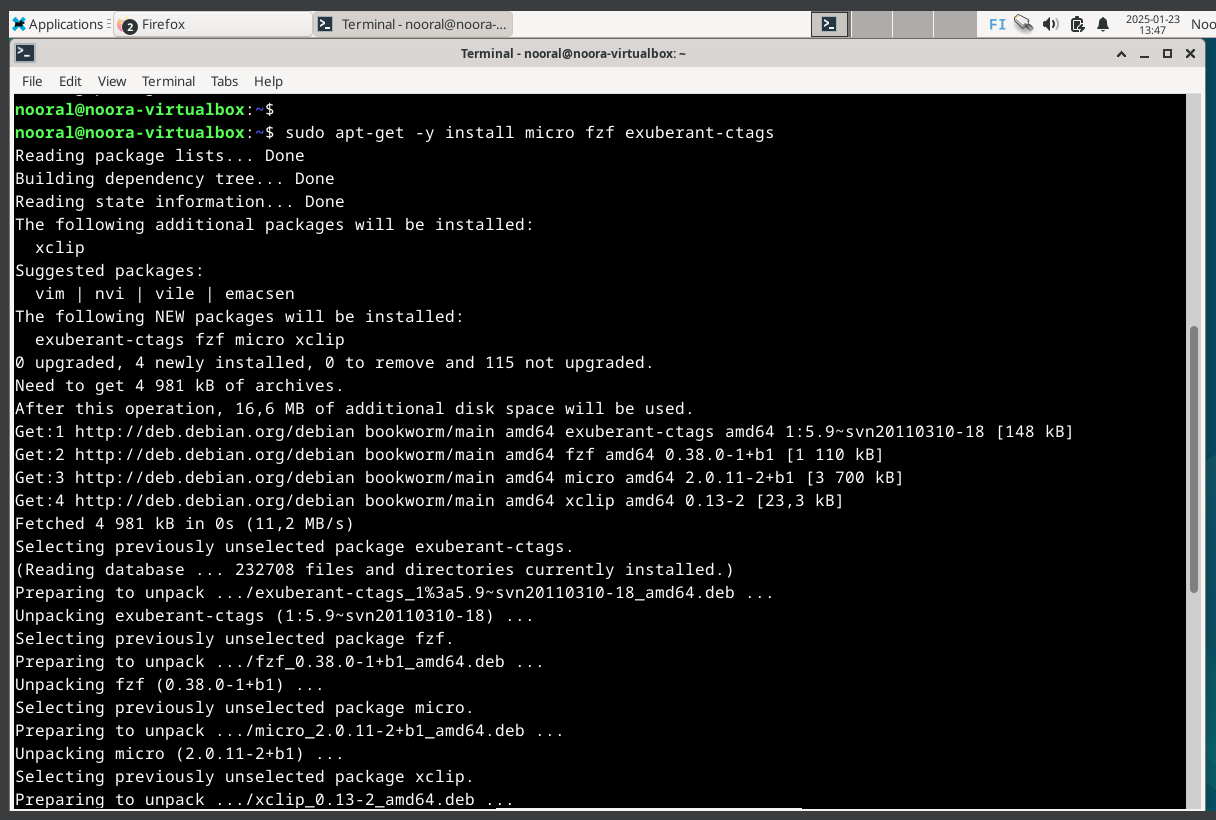 Applications
2 Firefox
Terminal - nooral@noora-...
FI
2025-01-23
13:47
Noo
Terminal - nooral@noora-virtualbox: ~
File Edit View Terminal Tabs Help
nooral@noora-virtualbox:~$
nooral@noora-virtualbox:~$ sudo apt-get -y install micro fzf exuberant-ctags
Reading package lists... Done
Building dependency tree... Done
Reading state information... Done
The following additional packages will be installed:
  xclip
Suggested packages:
  vim | nvi | vile | emacsen
The following NEW packages will be installed:
  exuberant-ctags fzf micro xclip
0 upgraded, 4 newly installed, 0 to remove and 115 not upgraded.
Need to get 4 981 kB of archives.
After this operation, 16,6 MB of additional disk space will be used.
Get:1 http://deb.debian.org/debian bookworm/main amd64 exuberant-ctags amd64 1:5.9~svn20110310-18 [148 kB]
Get:2 http://deb.debian.org/debian bookworm/main amd64 fzf amd64 0.38.0-1+b1 [1 110 kB]
Get:3 http://deb.debian.org/debian bookworm/main amd64 micro amd64 2.0.11-2+b1 [3 700 kB]
Get:4 http://deb.debian.org/debian bookworm/main amd64 xclip amd64 0.13-2 [23,3 kB]
Fetched 4 981 kB in 0s (11,2 MB/s)
Selecting previously unselected package exuberant-ctags.
(Reading database ... 232708 files and directories currently installed.)
Preparing to unpack .../exuberant-ctags_1%3a5.9~svn20110310-18_amd64.deb ...
Unpacking exuberant-ctags (1:5.9~svn20110310-18) ...
Selecting previously unselected package fzf.
Preparing to unpack .../fzf_0.38.0-1+b1_amd64.deb ...
Unpacking fzf (0.38.0-1+b1) ...
Selecting previously unselected package micro.
Preparing to unpack .../micro_2.0.11-2+b1_amd64.deb ...
Unpacking micro (2.0.11-2+b1) ...
Selecting previously unselected package xclip.
Preparing to unpack .../xclip_0.13-2_amd64.deb ...